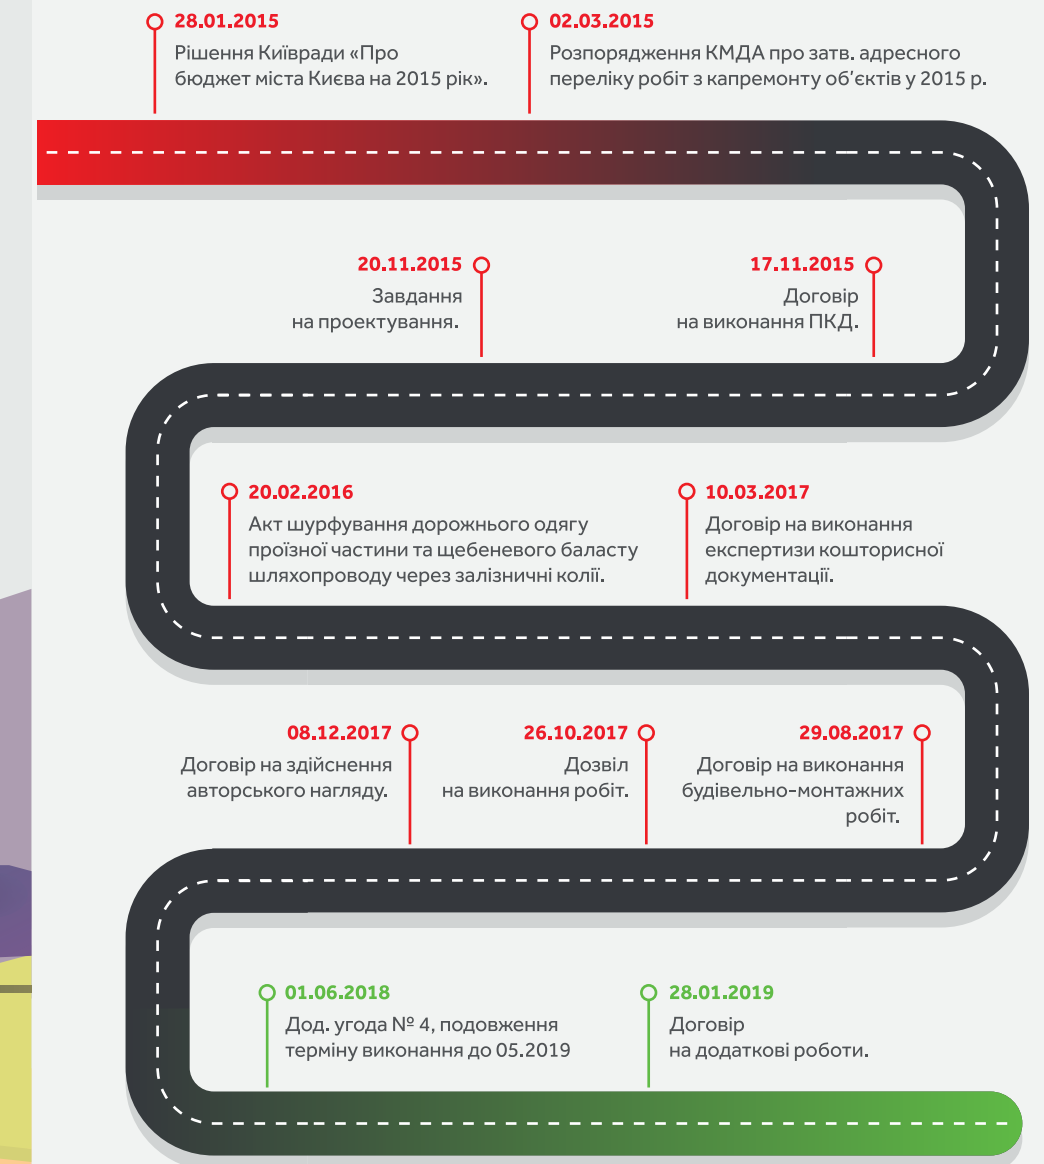 28.01.2015
Рішення Київради «Про
бюджет міста Києва на 2015 рік».
02.03.2015
Розпорядження КМДА про затв. адресного
переліку робіт з капремонту об’єктів у 2015 р.
20.11.2015
Завдання
на проектування.
17.11.2015
Договір
на виконання ПКД.
20.02.2016
Акт шурфування дорожнього одягу
проїзної частини та щебеневого баласту
шляхопроводу через залізничні колії.
10.03.2017
Договір на виконання
експертизи кошторисної
документації.
08.12.2017
Договір на здійснення
авторського нагляду.
26.10.2017
Дозвіл
на виконання робіт.
29.08.2017
Договір на виконання
будівельно-монтажних
робіт.
01.06.2018
Дод. угода № 4, подовження
терміну виконання до 05.2019
28.01.2019
Договір
на додаткові роботи.